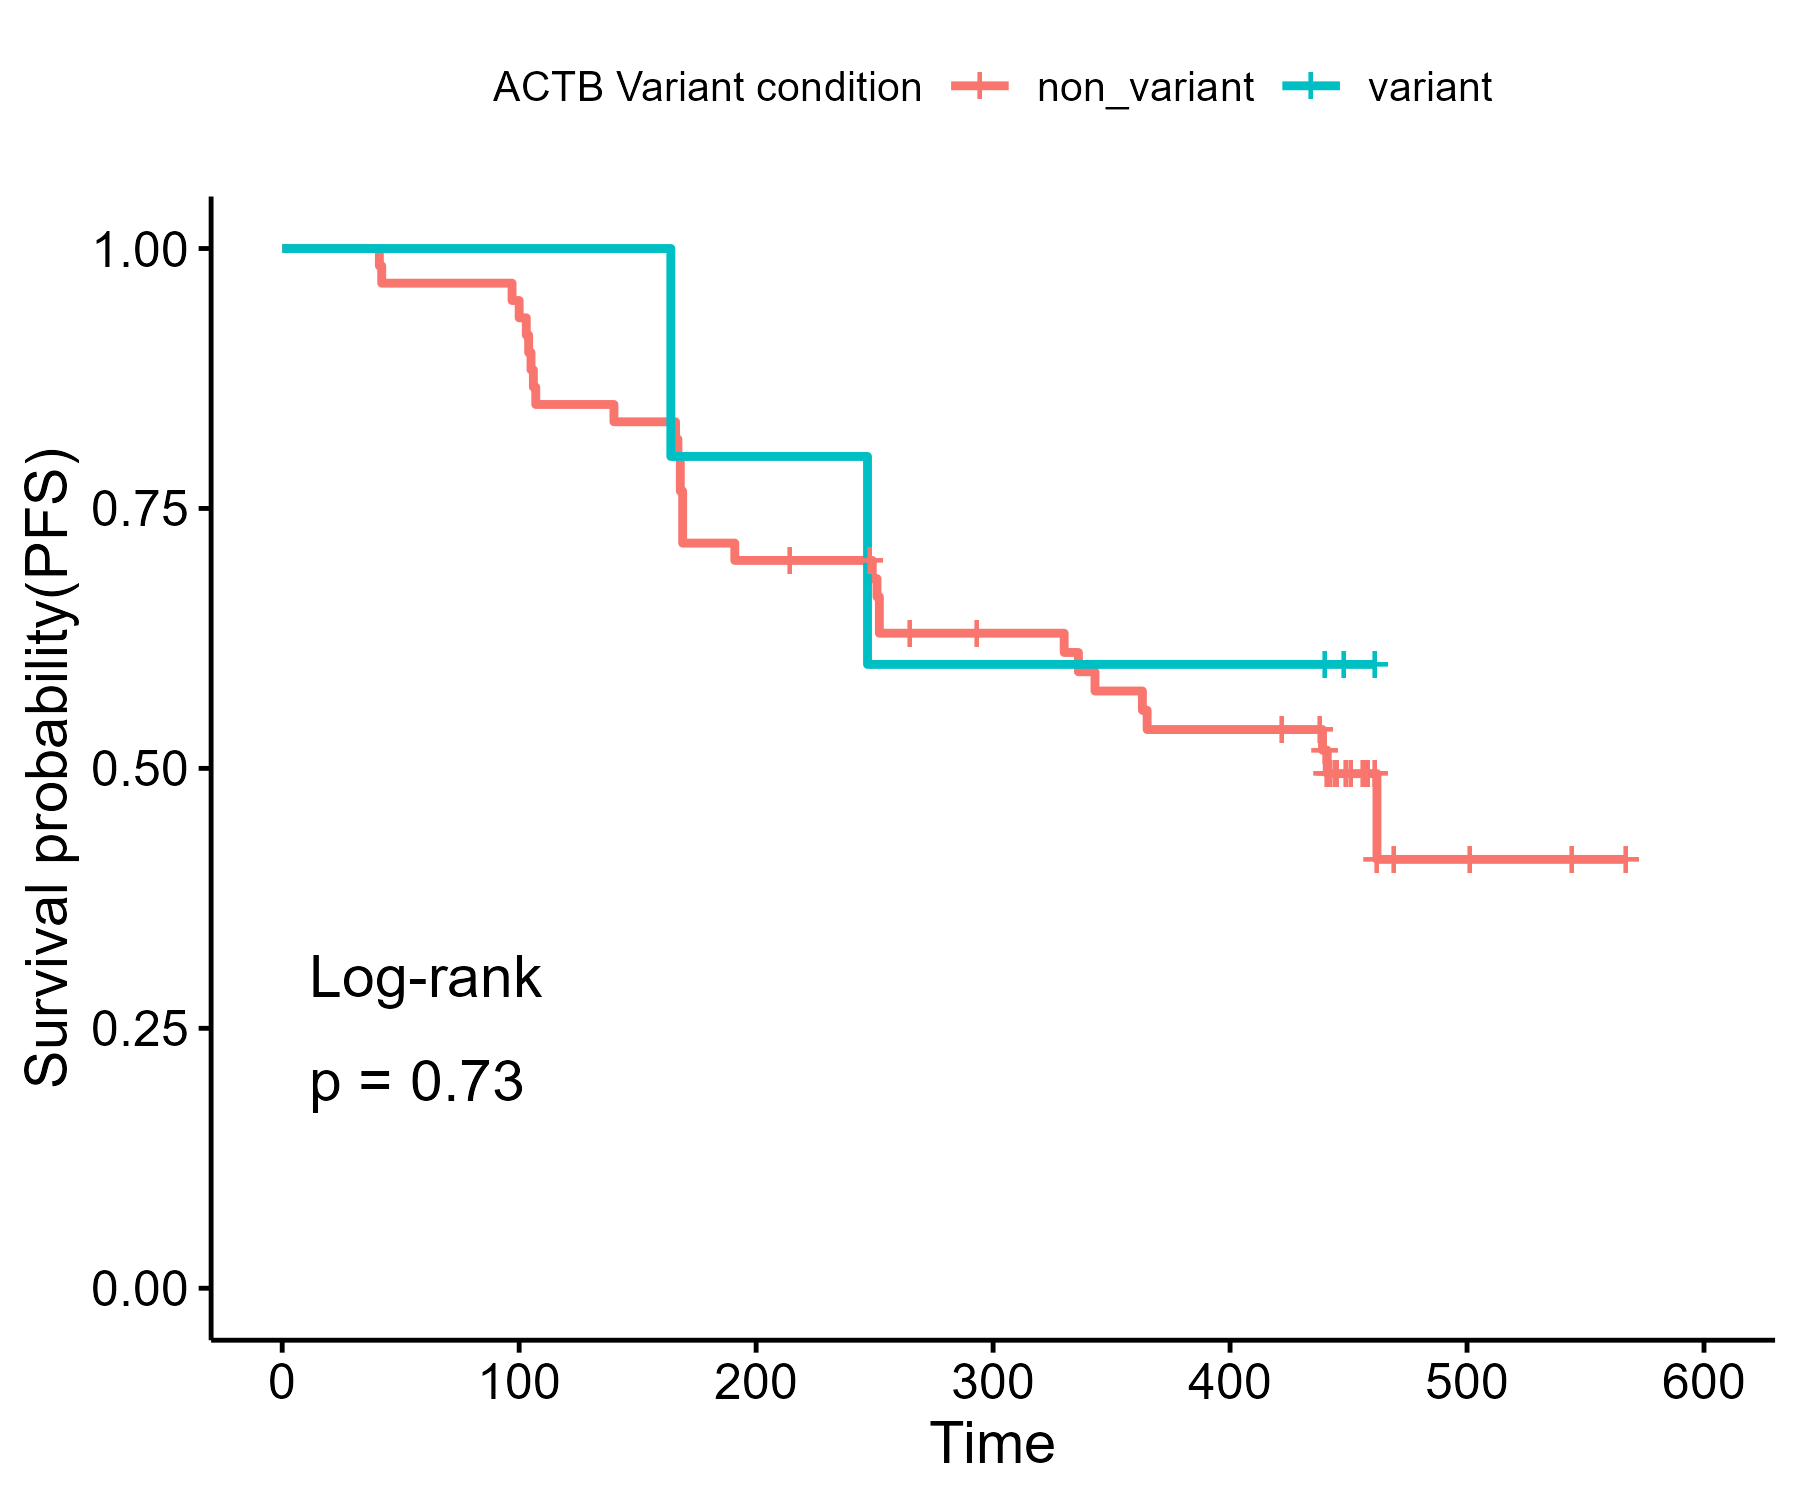 ACTB Variant condition non_variant variant
Survival probability(PFS)
1.00
0.75
0.50
0.25
0.00
Log-rank
p = 0.73
0 100 200 300 400 500 600
Time